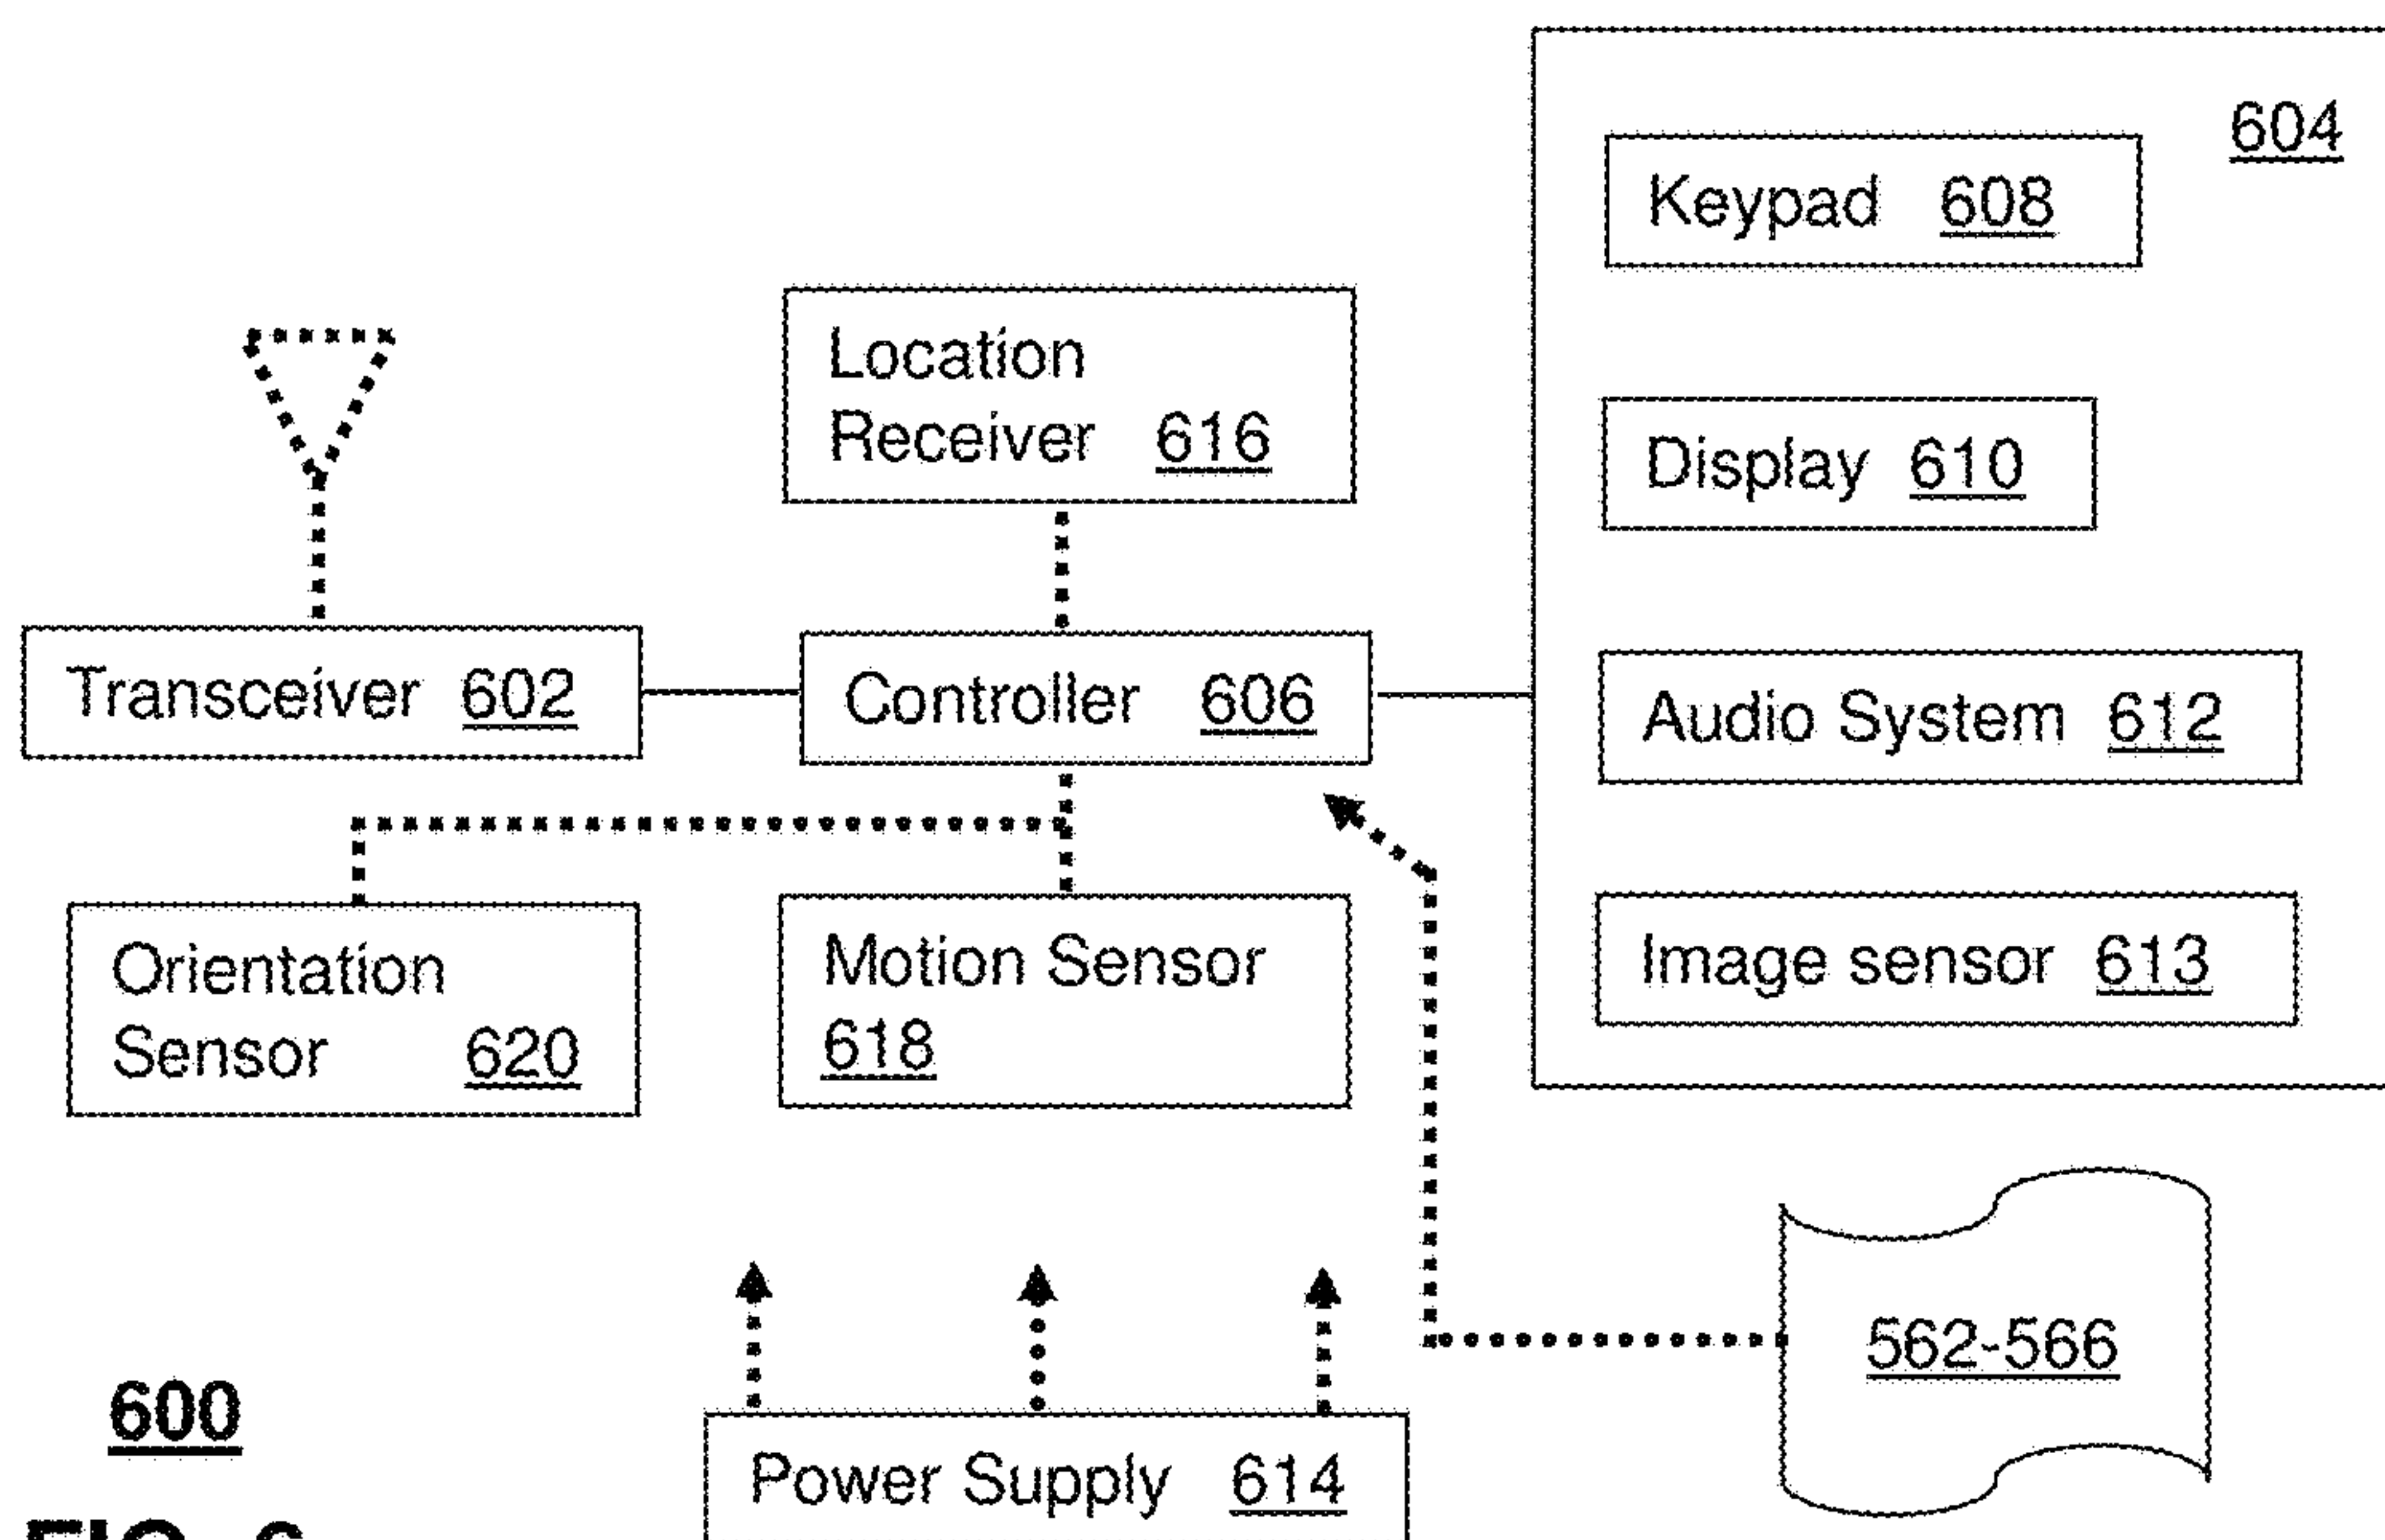 604
Keypad 608
Location
Receiver 616
Display 610
Transceiver 602
Controller 606
Audio System 612
Orientation
Sensor 620
Motion Sensor
618
Image sensor 613
562-566
600
Power Supply 614